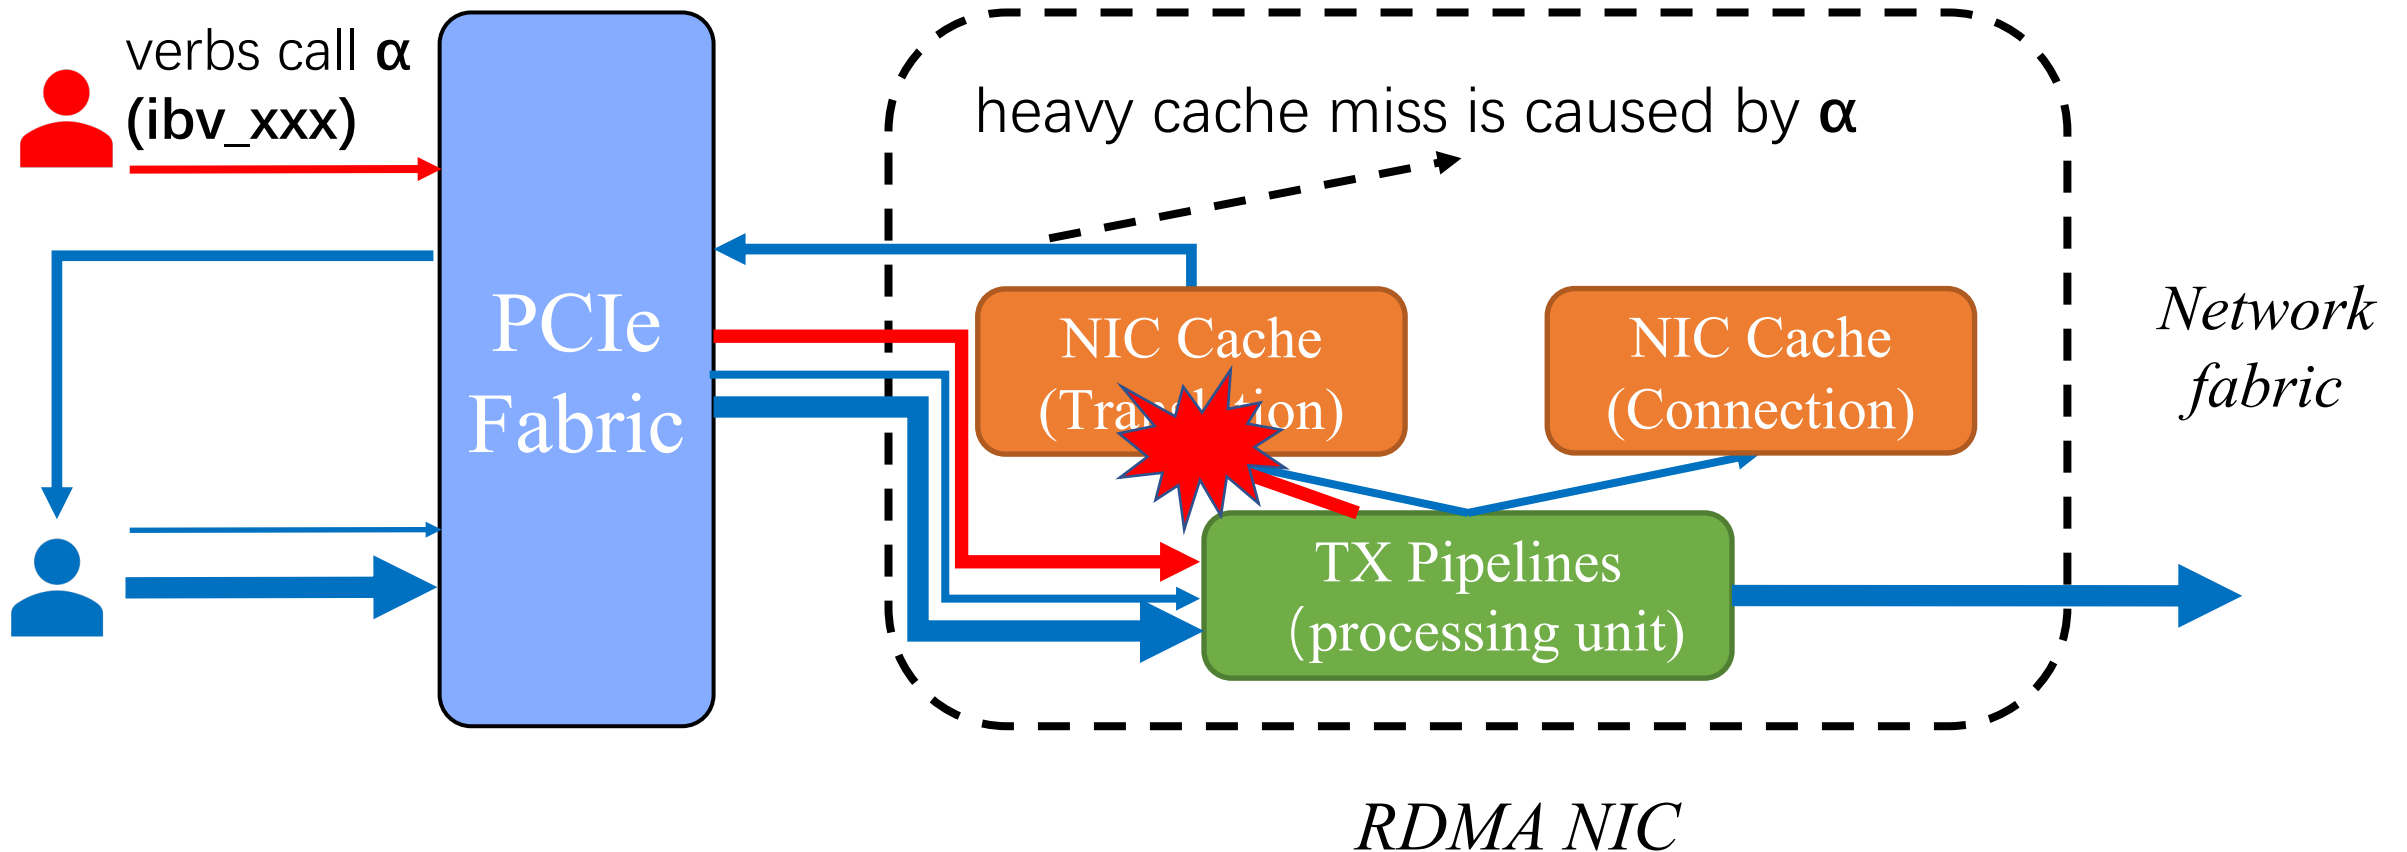 verbs call α
(ibv_xxx)
heavy cache miss is caused by α
PCIe
Fabric
NIC Cache
NIC Cache
(Connection)
Network
fabric
TX Pipelines
(processing unit)
RDMA NIC